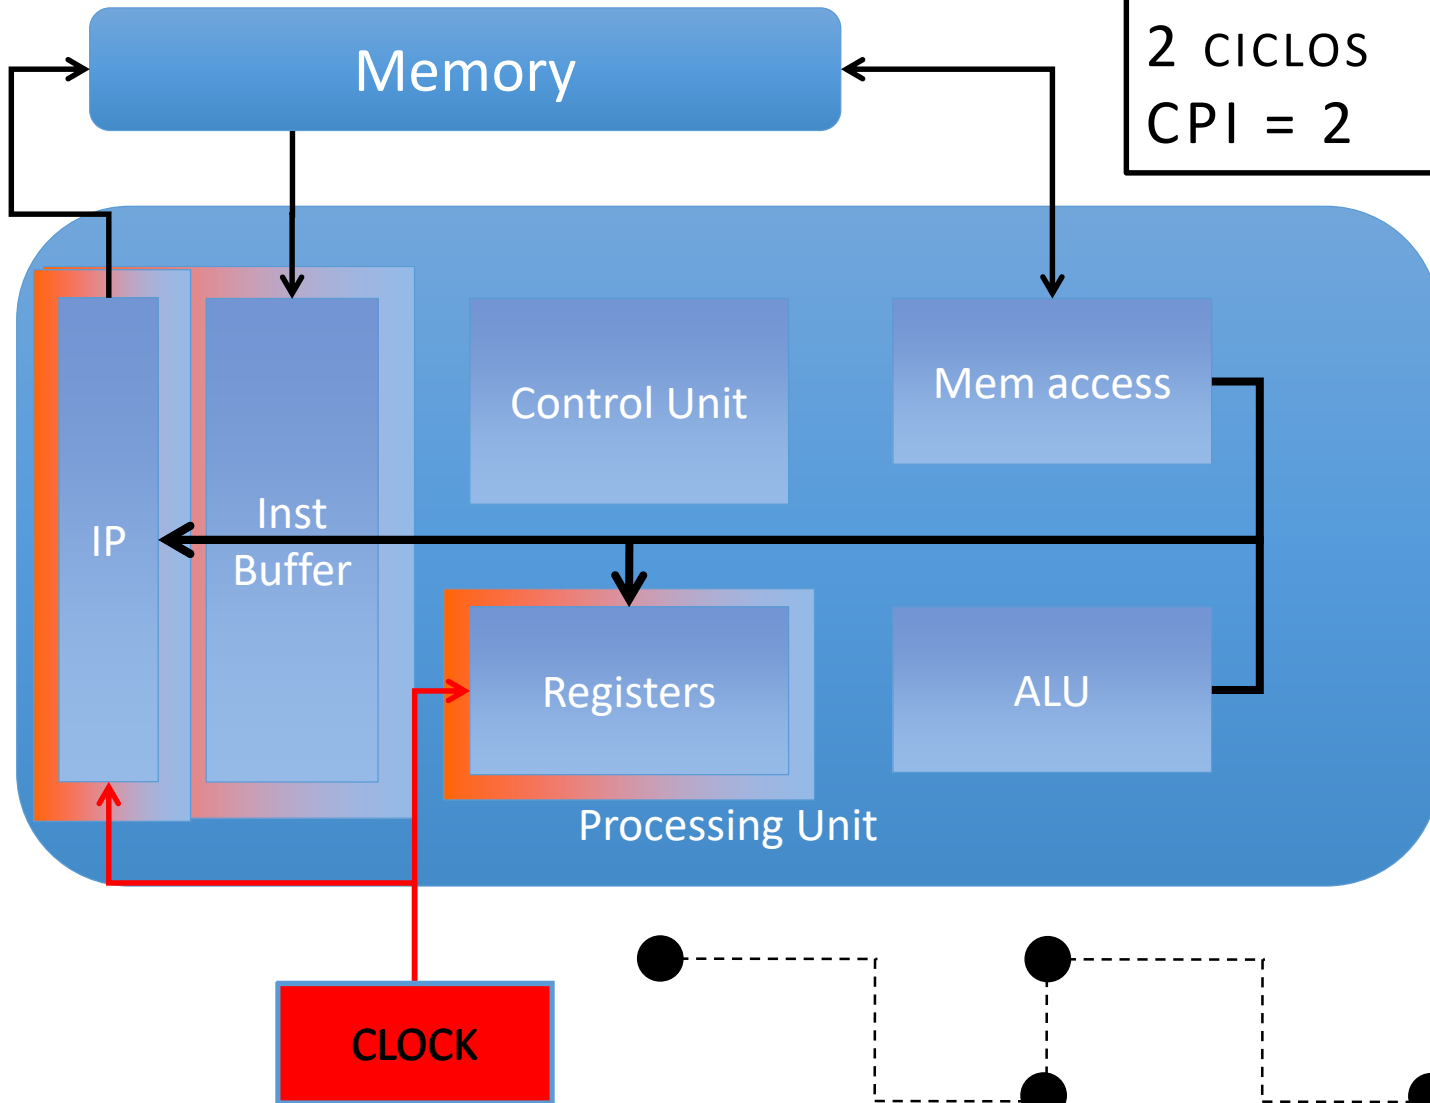 Memory
2 CICLOS
CPI = 2
IP
Inst
Buffer
Control Unit
Mem access
Registers
ALU
Processing Unit
CLOCK